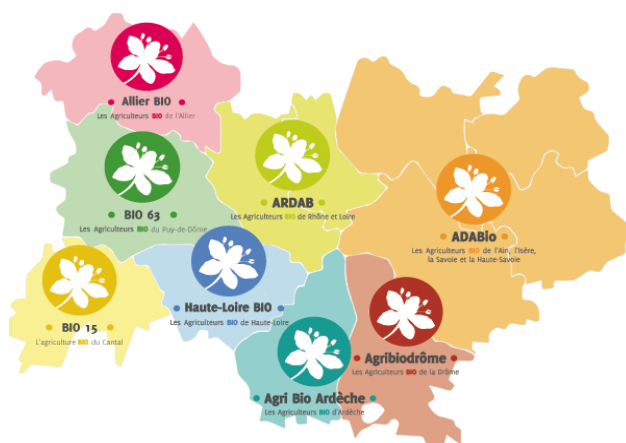 Allier BIO
Les Agriculteurs BIO de l'Allier
BIO 63
Les Agriculteurs BIO du Puy-de-Dôme
ARDAB
Les Agriculteurs BIO de Rhône et Loire
ADABio
Les Agriculteurs BIO de l'Ain, l'Isère,
la Savoie et la Haute-Savoie
Haute-Loire BIO
Les Agriculteurs BIO de Haute-Loire
BIO 15
L'agriculture BIO du Cantal
Agribiodrôme
Les Agriculteurs BIO de la Drôme
Agri Bio Ardèche
Les Agriculteurs BIO d'Ardèche